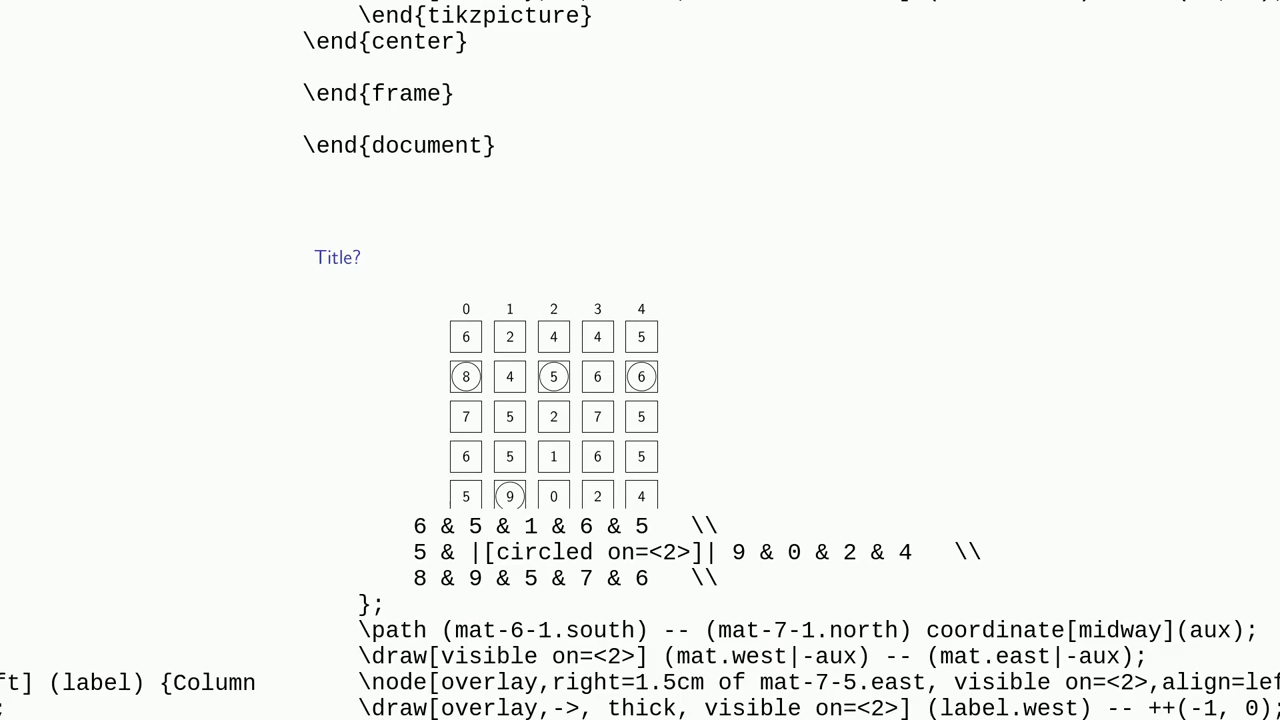 \end{tikzpicture}
\end{center}
\end{frame}
\end{document}
Title?
0 1 2 3 4
6 2 4 4 5
8 4 5 6 6
7 5 2 7 5
6 5 1 6 5
5 9 0 2 4
6 & 5 & 1 & 6 & 5 \\
5 & |[circled on=<2>]| 9 & 0 & 2 & 4 \\
8 & 9 & 5 & 7 & 6 \\
};
\path (mat-6-1.south) -- (mat-7-1.north) coordinate[midway](aux);
\draw[visible on=<2>] (mat.west|-aux) -- (mat.east|-aux);
ft] (label) {Column \node[overlay,right=1.5cm of mat-7-5.east, visible on=<2>,align=lef
; \draw[overlay,->, thick, visible on=<2>] (label.west) -- ++(-1, 0);